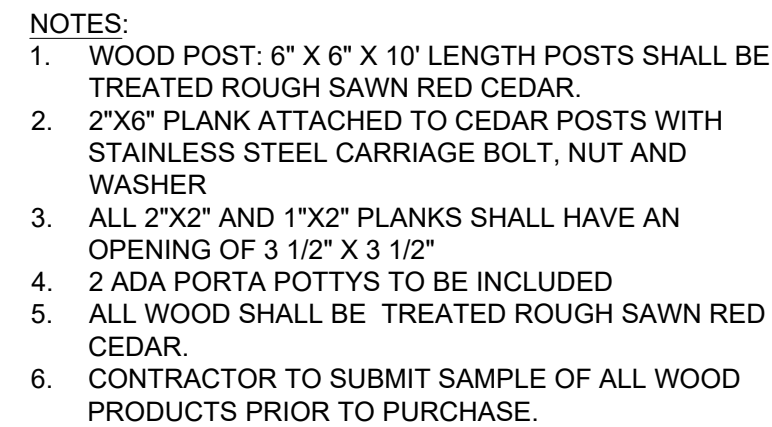 NOTES:
1. WOOD POST: 6" X 6" X 10' LENGTH POSTS SHALL BE
TREATED ROUGH SAWN RED CEDAR.
2. 2"X6" PLANK ATTACHED TO CEDAR POSTS WITH
STAINLESS STEEL CARRIAGE BOLT, NUT AND
WASHER
3. ALL 2"X2" AND 1"X2" PLANKS SHALL HAVE AN
OPENING OF 3 1/2" X 3 1/2"
4. 2 ADA PORTA POTTYS TO BE INCLUDED
5. ALL WOOD SHALL BE  TREATED ROUGH SAWN RED
CEDAR.
6. CONTRACTOR TO SUBMIT SAMPLE OF ALL WOOD
PRODUCTS PRIOR TO PURCHASE.